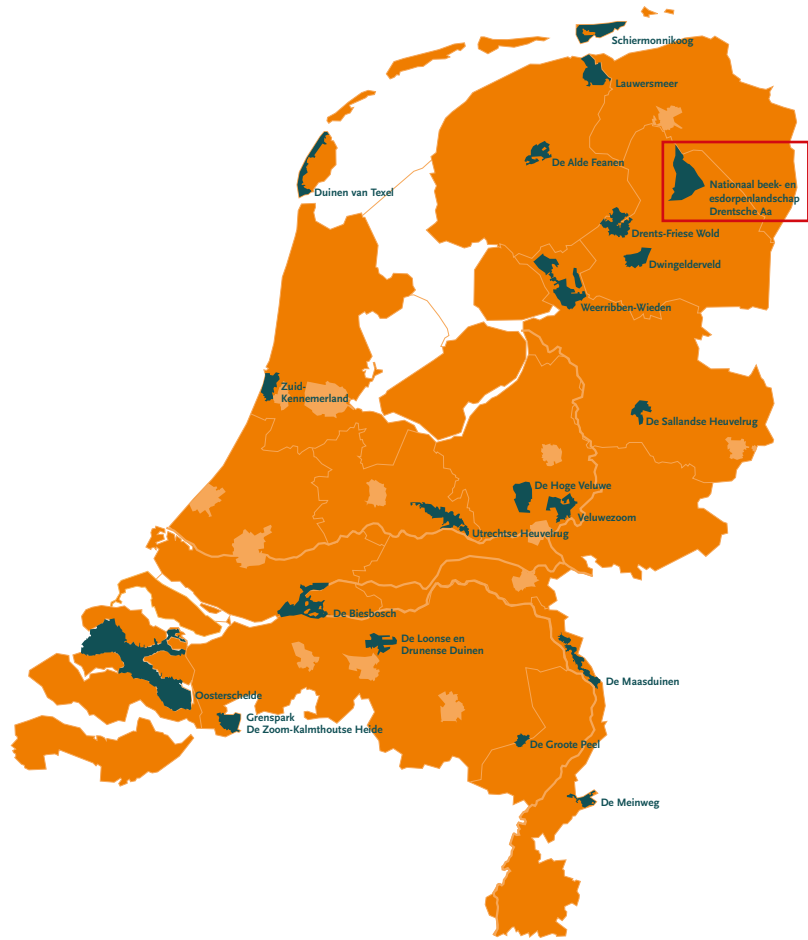 Schiermonnikoog
Lauwersmeer
De Alde Feanen
Nationaal beek- en
esdorpenlandschap
Drentsche Aa
Duinen van Texel
Drents-Friese Wold
Dwingelderveld
Weerribben-Wieden
Zuid-
Kennemerland
De Sallandse Heuvelrug
De Hoge Veluwe
Veluwezoom
Utrechtse Heuvelrug
De Biesbosch
De Loonse en
Drunense Duinen
De Maasduinen
Oosterschelde
Grenspark
De Zoom-Kalmthoutse Heide
De Groote Peel
De Meinweg